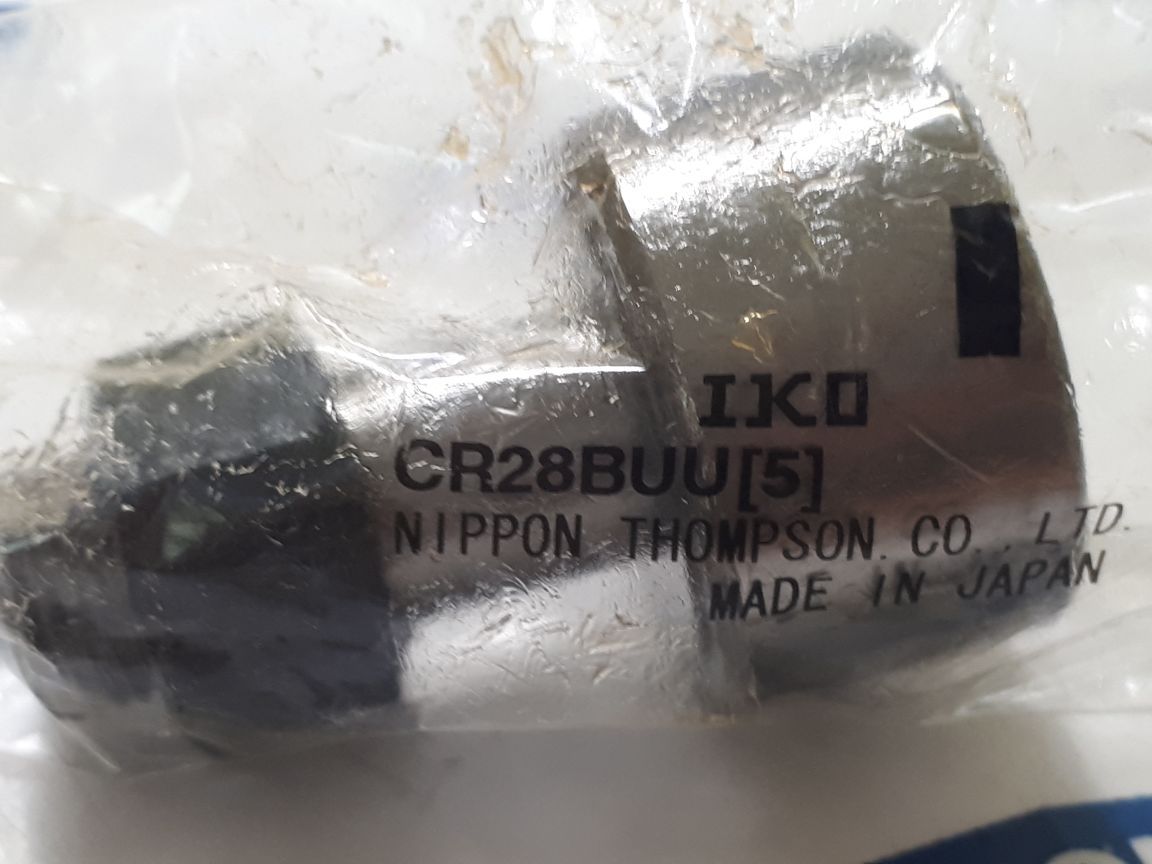 IKO
CR28BUU[5]
NIPPON THOMPSON. CO., LTD.
MADE IN JAPAN